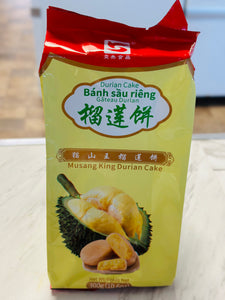 Durian Cake
Bánh sầu riêng
Gâteau Durian
榴莲饼
猫山王榴莲饼
Musang King Durian Cake